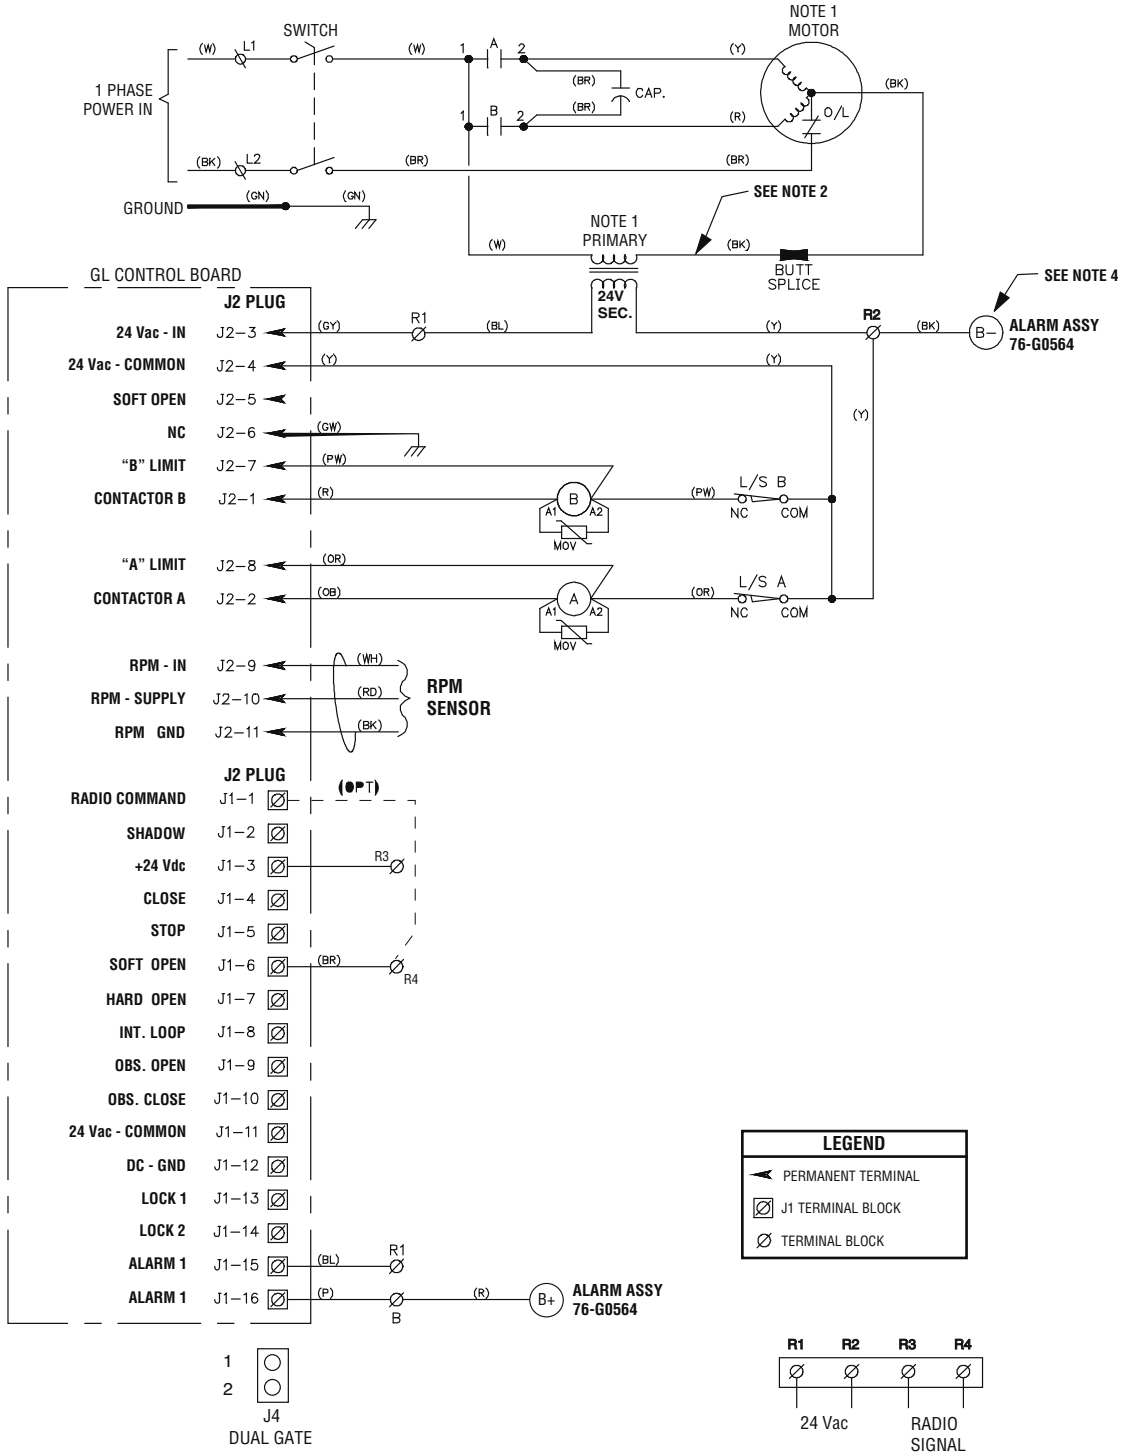 NOTE 1
MOTOR
SWITCH
(W) L1 (W) 1 A 2 (Y)
(BR)
CAP.
(BK)
1 PHASE
POWER IN
(BR)
1 B 2 (R)
O/L
(BK) L2 (BR) (BR)
GROUND (GN) (GN)
SEE NOTE 2
NOTE 1
PRIMARY
(W) (BK)
BUTT
SPLICE
GL CONTROL BOARD
SEE NOTE 4
J2 PLUG
24V
SEC.
24 Vac - IN J2-3 (GY) R1 (BL) (Y) R2 (BK) B- ALARM ASSY
76-G0564
24 Vac - COMMON J2-4 (Y) (Y)
SOFT OPEN J2-5
(Y)
NC J2-6 (GW)
“B” LIMIT J2-7 (PW)
CONTACTOR B J2-1 (R) B (PW) L/S B
A1 A2 NC COM
MOV
“A” LIMIT J2-8 (OR)
CONTACTOR A J2-2 (OB) A (OR) L/S A
A1 A2 NC COM
MOV
RPM - IN J2-9 (WH)
RPM - SUPPLY J2-10 (RD)
RPM GND J2-11 (BK)
RPM
SENSOR
J2 PLUG
(OPT)
RADIO COMMAND J1-1
SHADOW J1-2
+24 Vdc J1-3 R3
CLOSE J1-4
STOP J1-5
SOFT OPEN J1-6 (BR) R4
HARD OPEN J1-7
INT. LOOP J1-8
OBS. OPEN J1-9
OBS. CLOSE J1-10
24 Vac - COMMON J1-11
DC - GND J1-12
LOCK 1 J1-13
LOCK 2 J1-14
ALARM 1 J1-15 (BL) R1
ALARM 1 J1-16 (P) B (R) B+ ALARM ASSY
76-G0564
LEGEND
PERMANENT TERMINAL
J1 TERMINAL BLOCK
TERMINAL BLOCK
1
2
J4
DUAL GATE
R1 R2 R3 R4
24 Vac
RADIO
SIGNAL